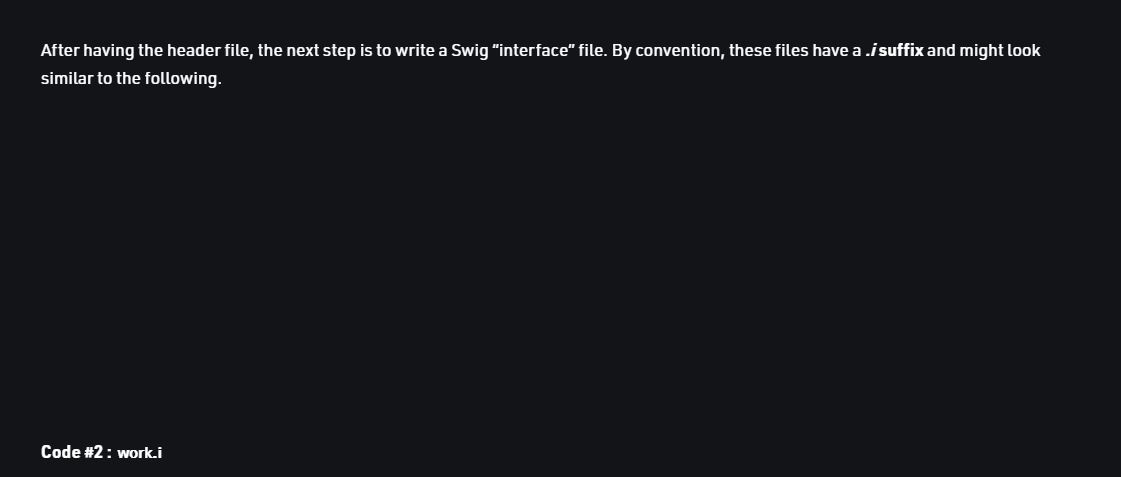 After having the header file, the next step is to write a Swig “interface” file. By convention, these files have a .i suffix and might look
similar to the following.
Code #2 : work.i